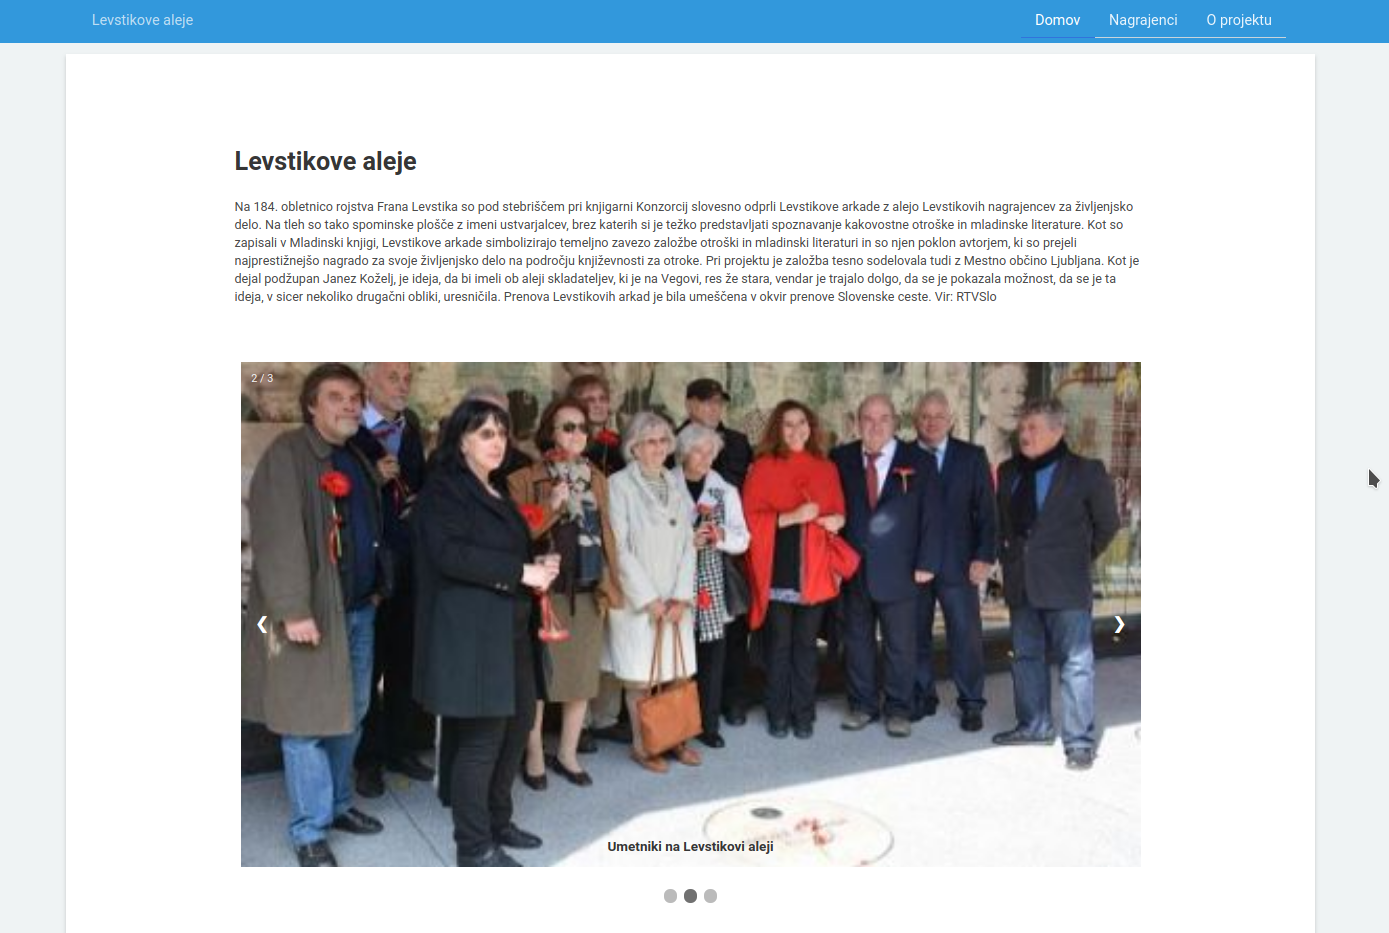 Levstikove aleje
Domov Nagrajenci O projektu
Levstikove aleje
Na 184. obletnico rojstva Frana Levstika so pod stebriščem pri knjigarni Konzorcij slovesno odprli Levstikove arkade z alejo Levstikovih nagrajencev za življenjsko
delo. Na tleh so tako spominske plošče z imeni ustvarjalcev, brez katerih si je težko predstavljati spoznavanje kakovostne otroške in mladinske literature. Kot so
zapisali v Mladinski knjigi, Levstikove arkade simbolizirajo temeljno zavezo založbe otroški in mladinski literaturi in so njen poklon avtorjem, ki so prejeli
najprestižnejšo nagrado za svoje življenjsko delo na področju književnosti za otroke. Pri projektu je založba tesno sodelovala tudi z Mestno občino Ljubljana. Kot je
dejal podžupan Janez Koželj, je ideja, da bi imeli ob aleji skladateljev, ki je na Vegovi, res že stara, vendar je trajalo dolgo, da se je pokazala možnost, da se je ta
ideja, v sicer nekoliko drugačni obliki, uresničila. Prenova Levstikovih arkad je bila umeščena v okvir prenove Slovenske ceste. Vir: RTVSlo
2 / 3
❮ ❯
Umetniki na Levstikovi aleji